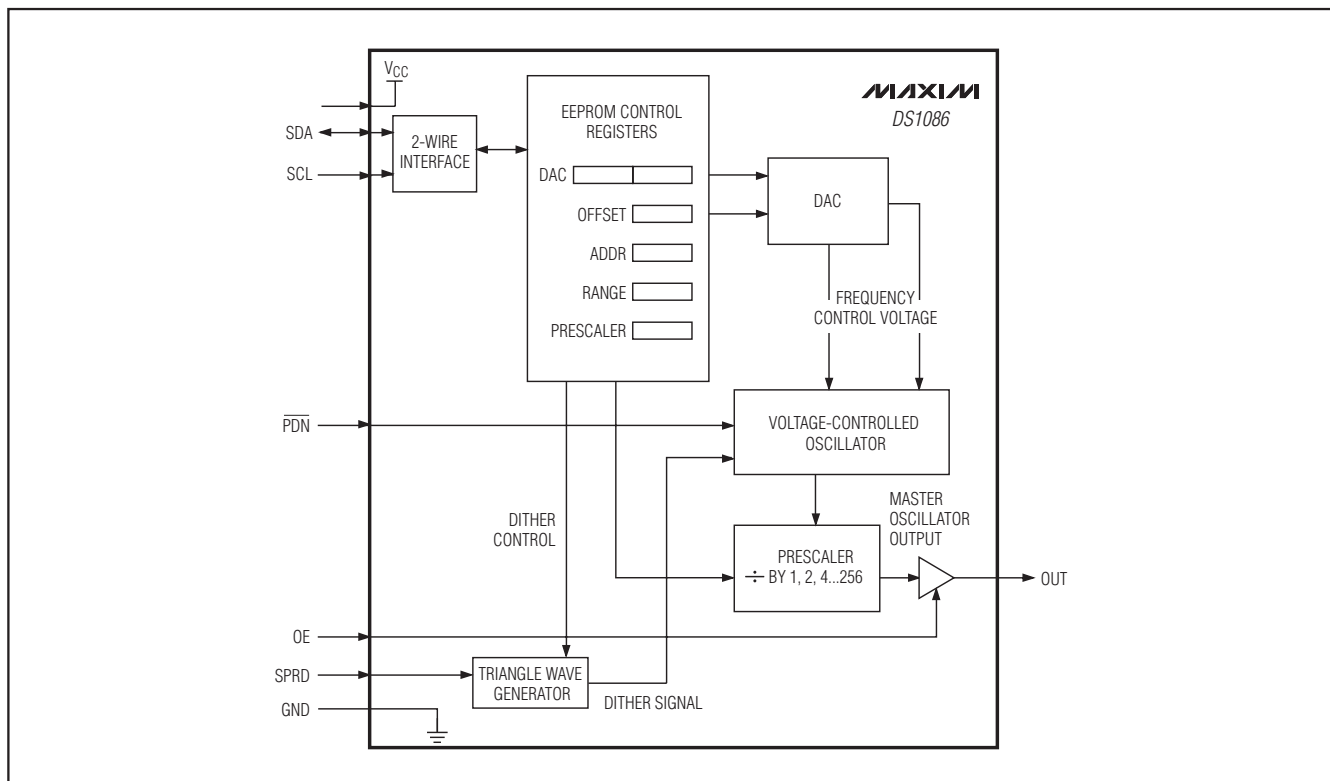 VCC
MAXIM
DS1086
EEPROM CONTROL
REGISTERS
SDA
2-WIRE
INTERFACE
SCL
DAC
OFFSET
ADDR
RANGE
PRESCALER
DAC
FREQUENCY
CONTROL VOLTAGE
PDN
VOLTAGE-CONTROLLED
OSCILLATOR
DITHER
CONTROL
MASTER
OSCILLATOR
OUTPUT
PRESCALER
÷ BY 1, 2, 4...256
OUT
OE
SPRD
TRIANGLE WAVE
GENERATOR
DITHER SIGNAL
GND